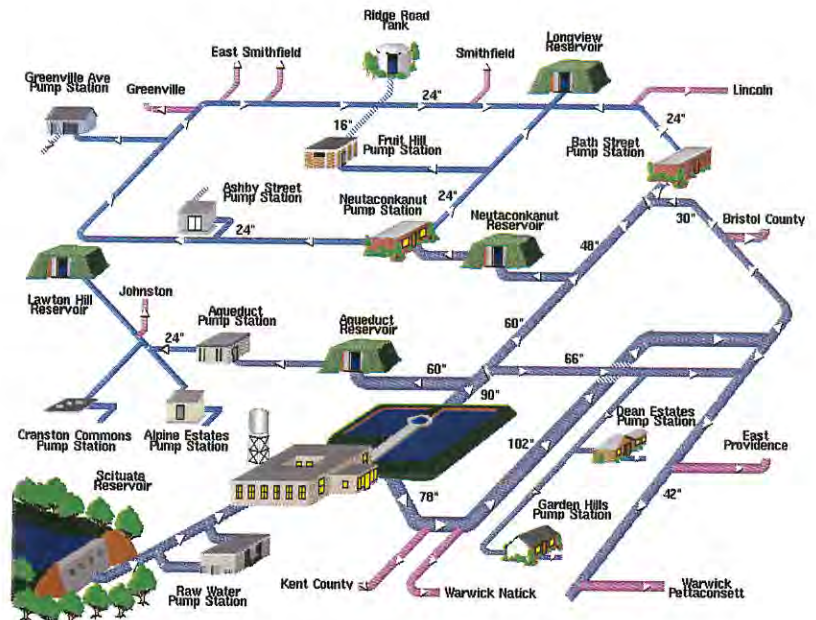 Ridge Road
Tank
East Smithfield
Smithfield
Longview
Reservoir
Greenville Ave
Pump Station
Greenville
Lincoln
24"
24"
16"
Fruit Hill
Pump Station
Bath Street
Pump Station
Ashby Street
Pump Station
Neutaconkanut
Pump Station
24"
Neutaconkanut
Reservoir
30"
Bristol County
24"
48"
Lawton Hill
Reservoir
Johnston
Aqueduct
Pump Station
Aqueduct
Reservoir
60"
24"
60"
66"
90"
Cranston Commons
Pump Station
Alpine Estates
Pump Station
Dean Estates
Pump Station
Scituate
Reservoir
102"
East
Providence
78"
42"
Garden Hills
Pump Station
Raw Water
Pump Station
Kent County
Warwick Natick
Warwick
Pettaconsett